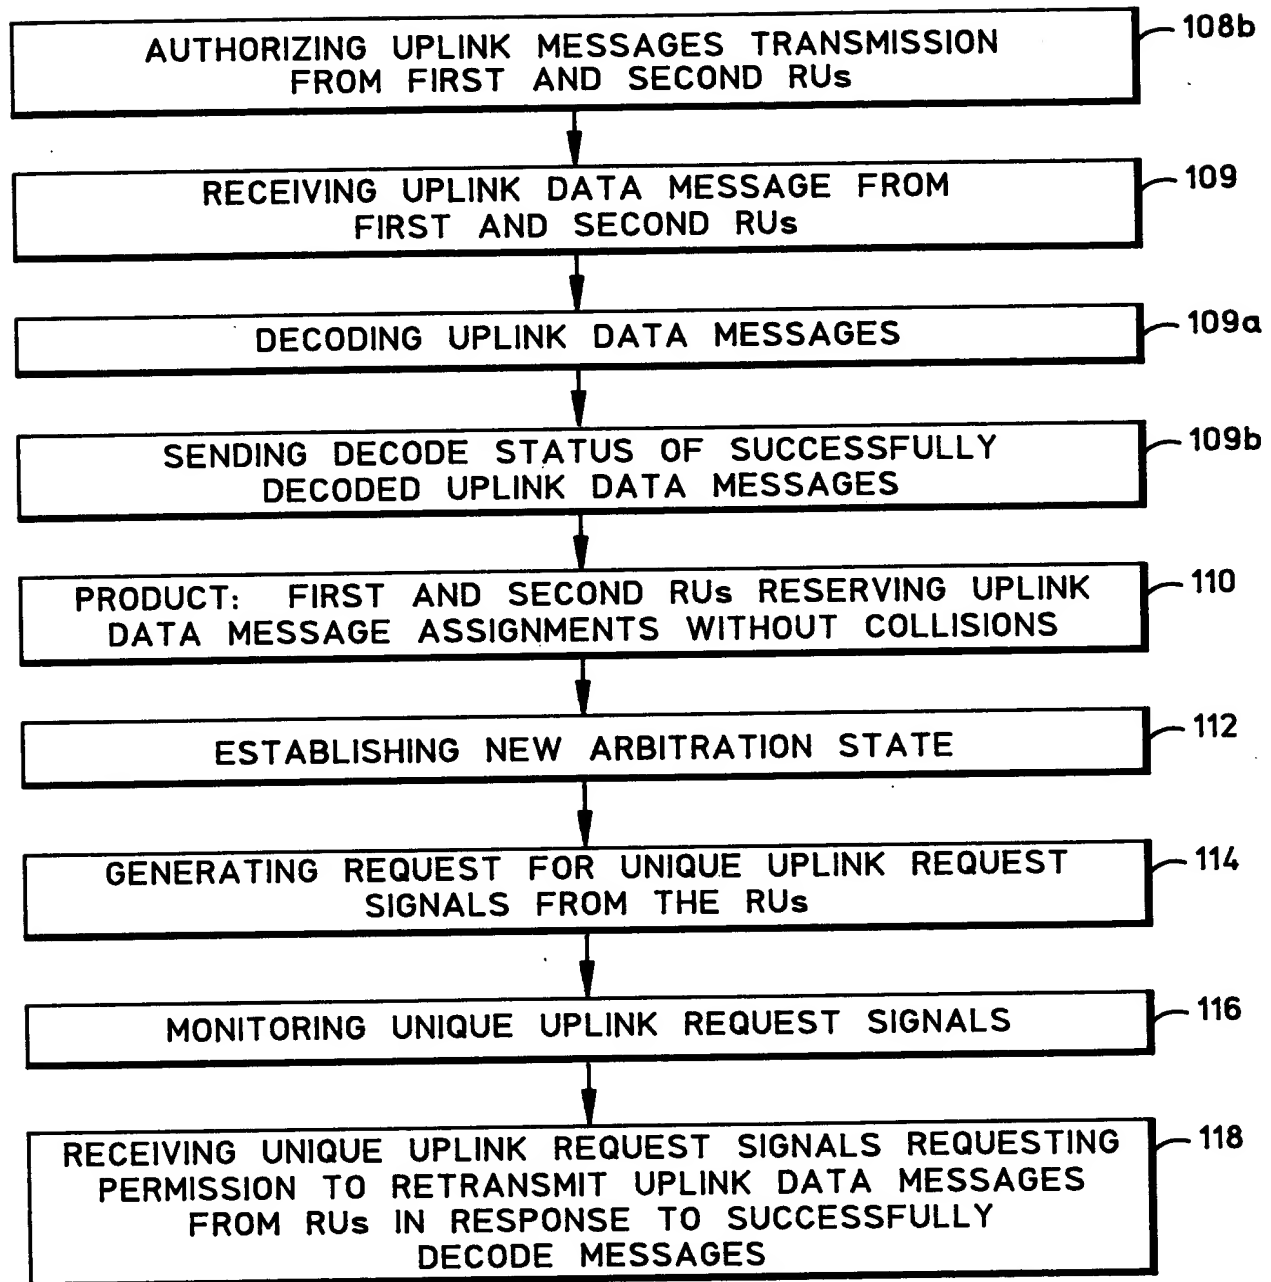 AUTHORIZING UPLINK MESSAGES TRANSMISSION
FROM FIRST AND SECOND RUs
108b
RECEIVING UPLINK DATA MESSAGE FROM
FIRST AND SECOND RUs
109
DECODING UPLINK DATA MESSAGES
109a
SENDING DECODE STATUS OF SUCCESSFULLY
DECODED UPLINK DATA MESSAGES
109b
PRODUCT: FIRST AND SECOND RUs RESERVING UPLINK
DATA MESSAGE ASSIGNMENTS WITHOUT COLLISIONS
110
ESTABLISHING NEW ARBITRATION STATE
112
GENERATING REQUEST FOR UNIQUE UPLINK REQUEST
SIGNALS FROM THE RUs
114
MONITORING UNIQUE UPLINK REQUEST SIGNALS
116
RECEIVING UNIQUE UPLINK REQUEST SIGNALS REQUESTING
PERMISSION TO RETRANSMIT UPLINK DATA MESSAGES
FROM RUs IN RESPONSE TO SUCCESSFULLY
DECODE MESSAGES
118